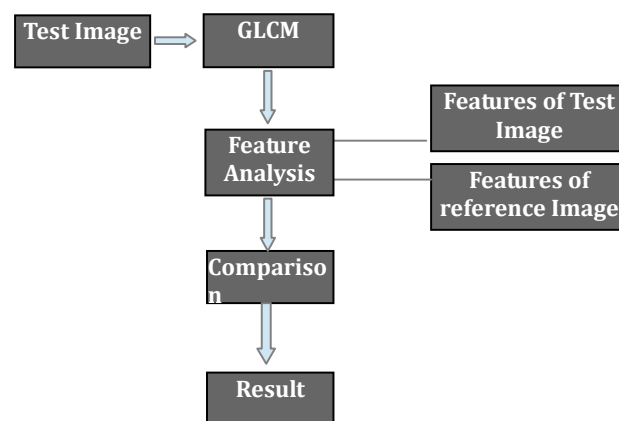 Test Image
GLCM
Features of Test
Image
Feature
Analysis
Features of
reference Image
Compariso
n
Result